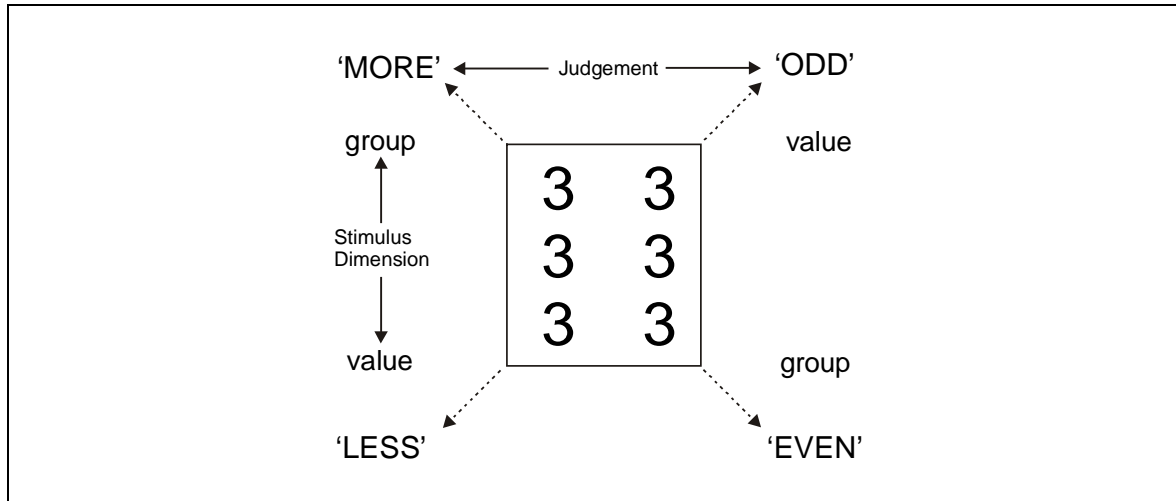 ‘MORE’ Judgement ‘ODD’
group value
3 3
Stimulus
Dimension
3 3
3 3
value group
‘LESS’ ‘EVEN’